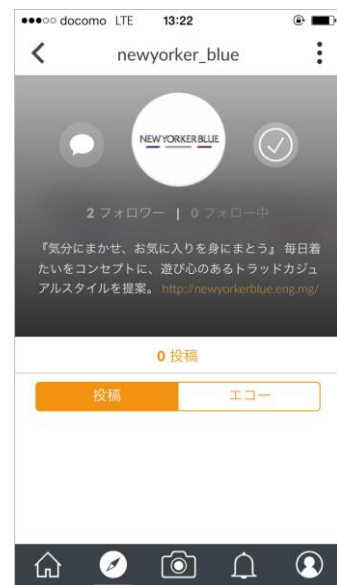 docomo LTE 13:22
newyorker_blue
NEWYORKERBLUE
2 フォロワー | 0 フォロー中
『気分にまかせ、お気に入りを身にまとう』 毎日着
たいをコンセプトに、遊び心のあるトラッドカジュ
アルスタイルを提案。 http://newyorkerblue.eng.mg/
0 投稿
投稿 エコー